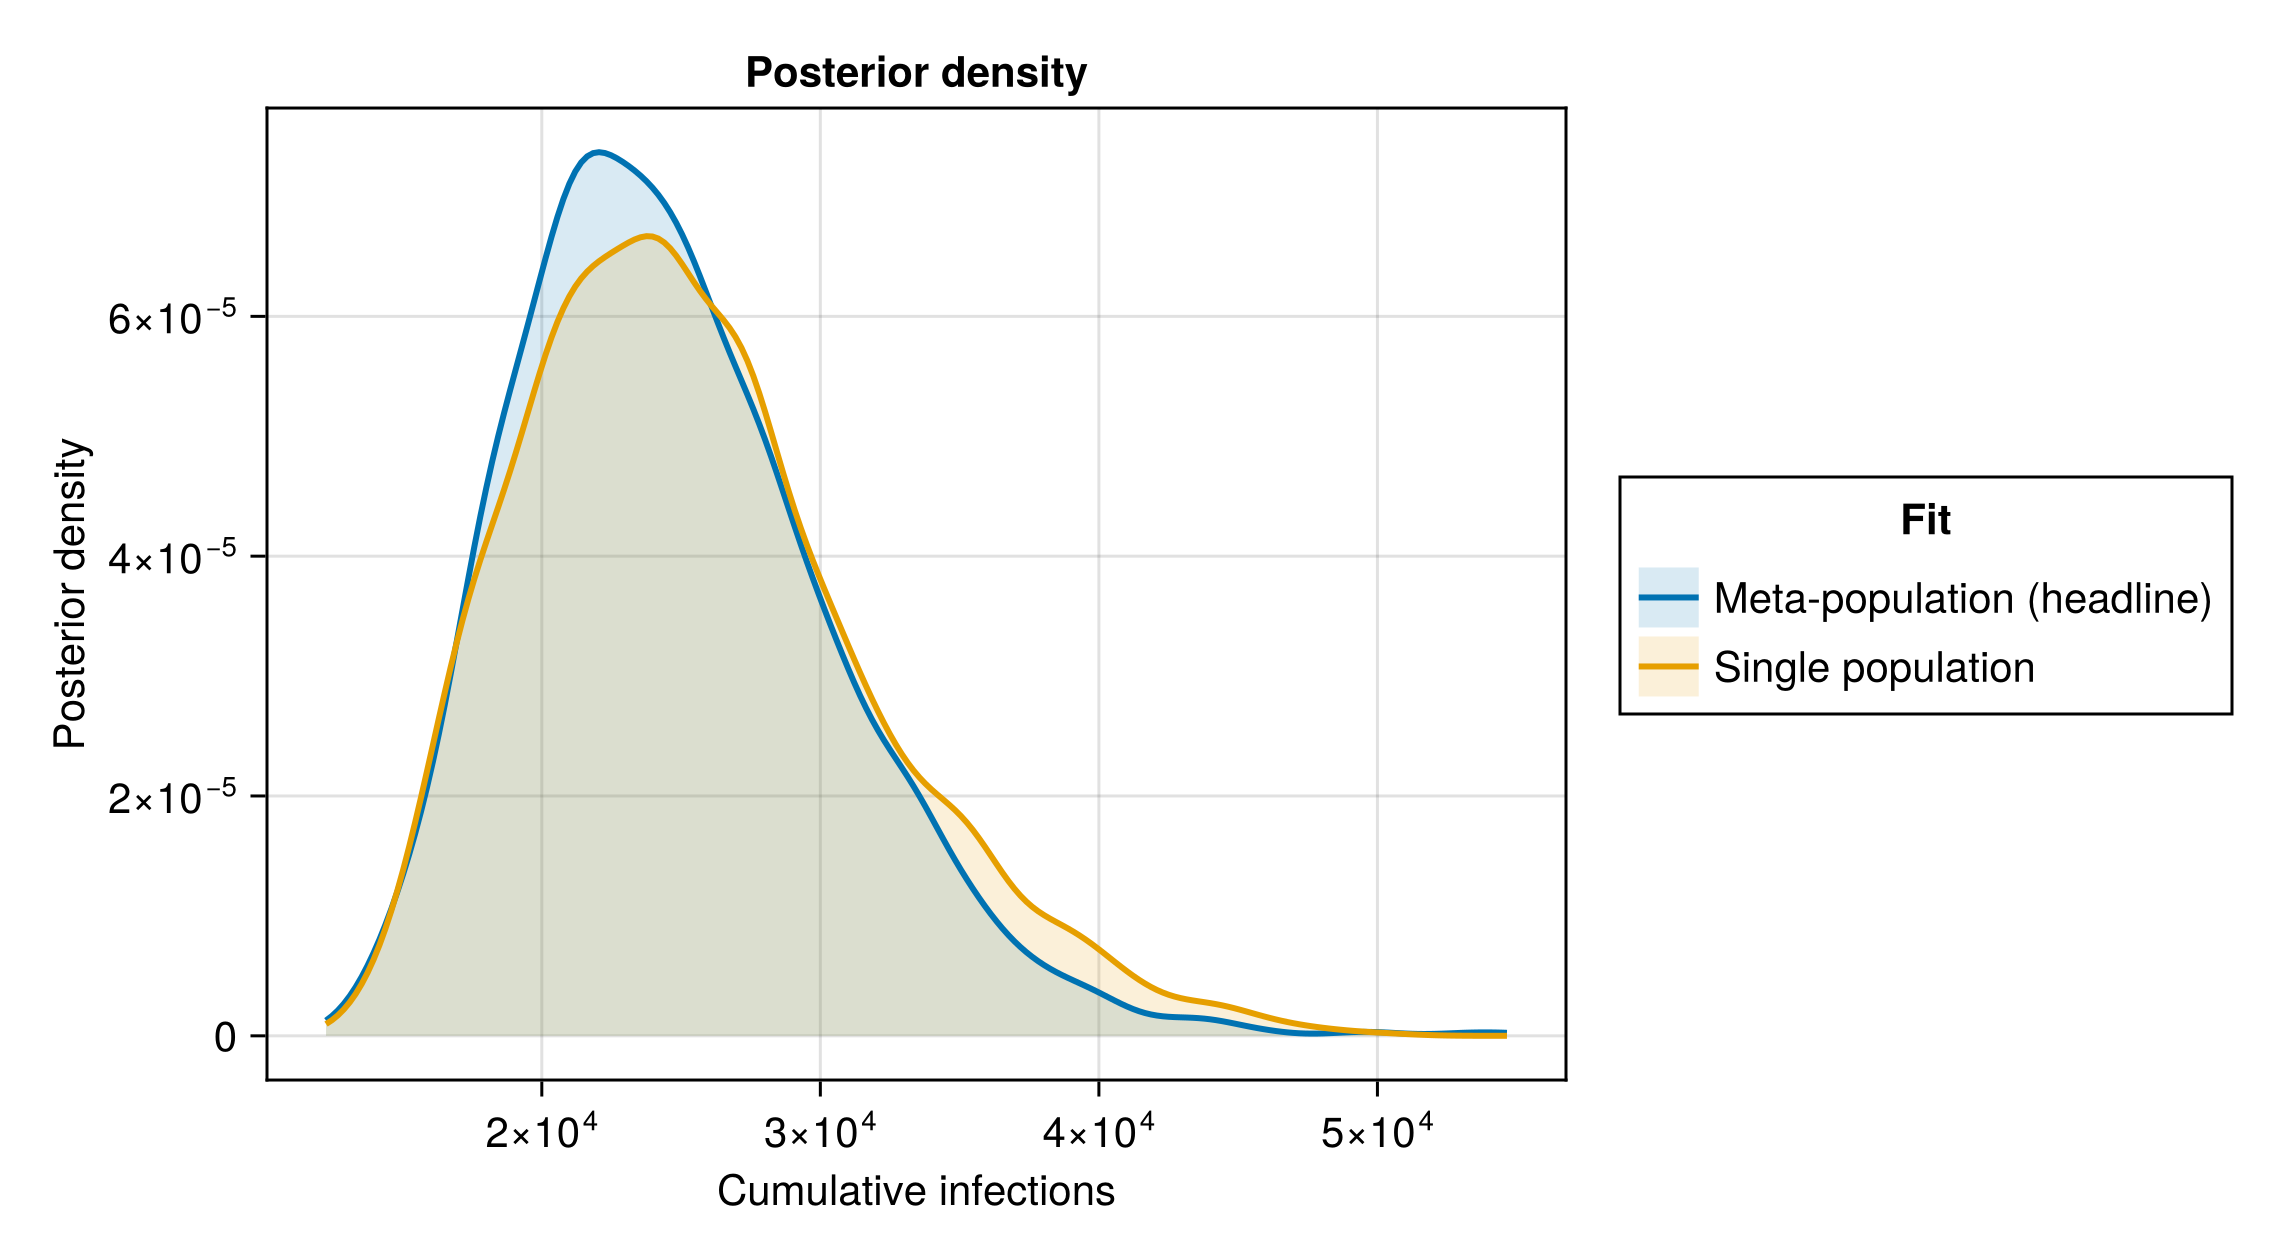 Posterior density
Posterior density
6×10⁻⁵
4×10⁻⁵
2×10⁻⁵
0
2×10⁴
3×10⁴
4×10⁴
5×10⁴
Cumulative infections
Fit
Meta-population (headline)
Single population